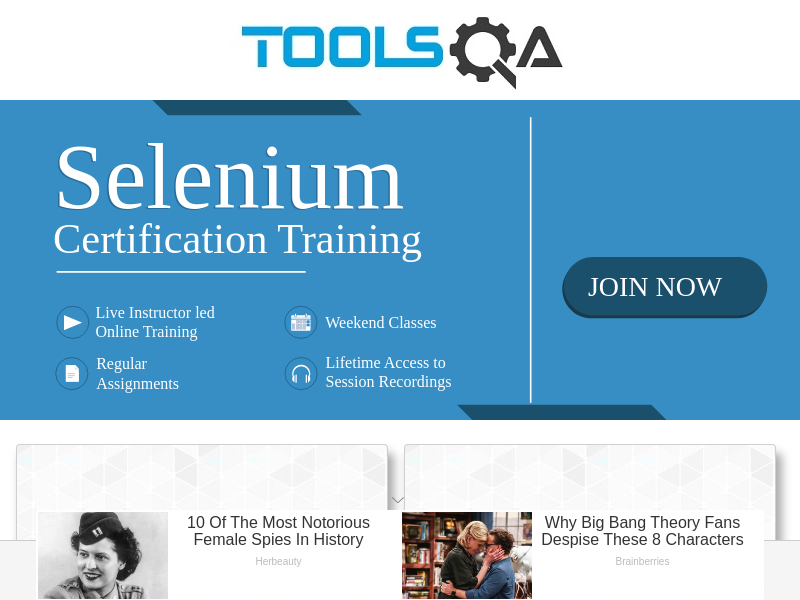 TOOLSQA
Selenium
Certification Training
JOIN NOW
Live Instructor led
Online Training
Weekend Classes
Regular
Assignments
Lifetime Access to
Session Recordings
10 Of The Most Notorious
Female Spies In History
Herbeauty
Why Big Bang Theory Fans
Despise These 8 Characters
Brainberries